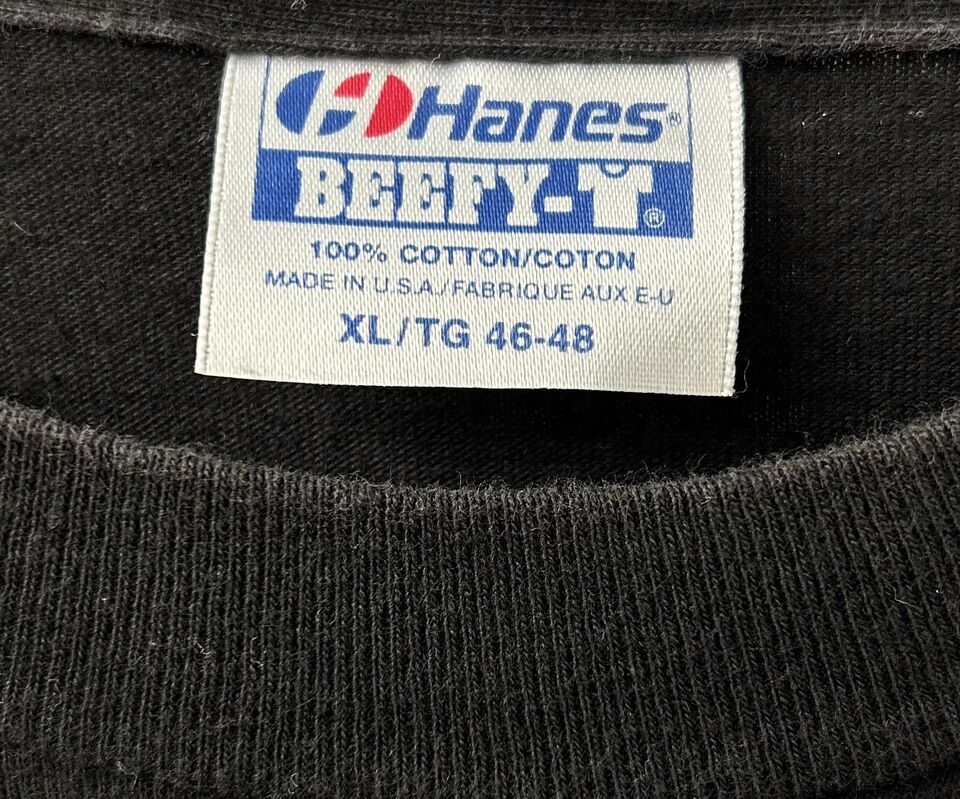 Hanes®
BEEFY-T®
100% COTTON/COTON
MADE IN U.S.A./FABRIQUE AUX E-U
XL/TG 46-48